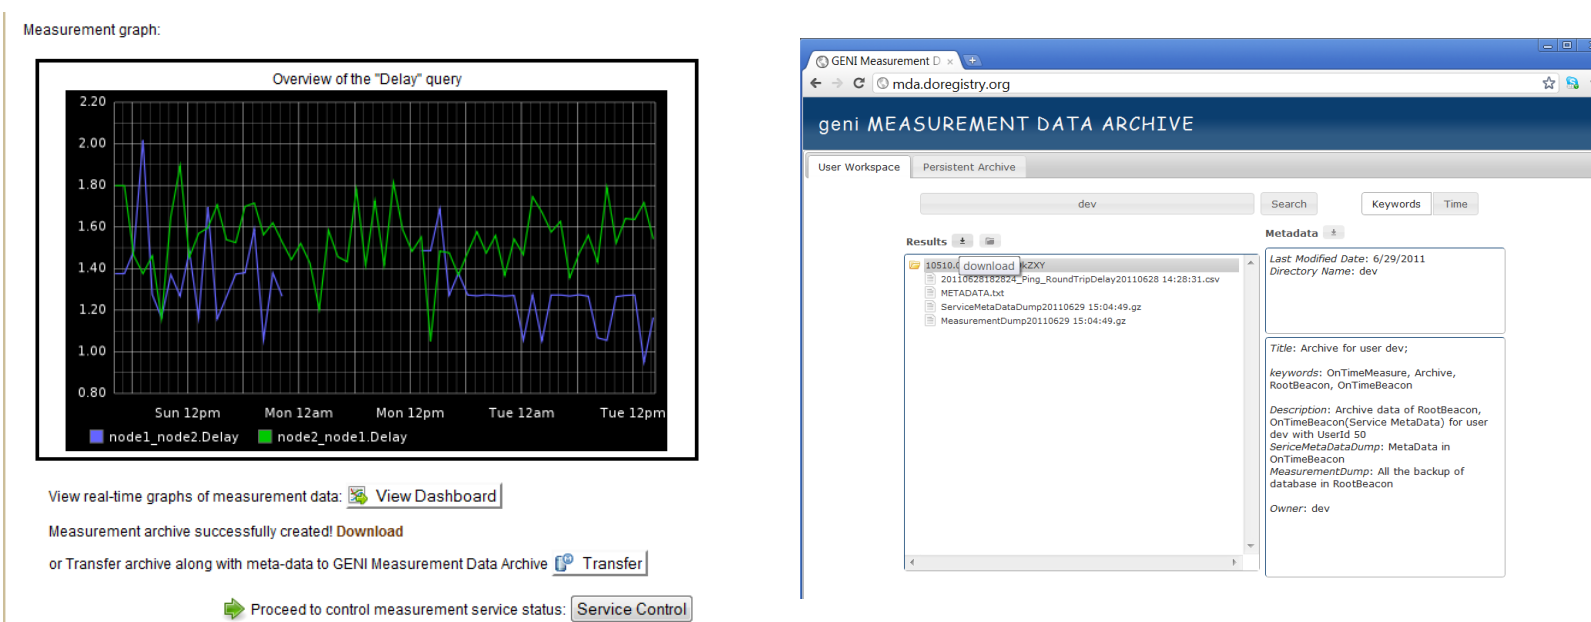 Measurement graph:
Overview of the "Delay" query
2.20
2.00
1.80
1.60
1.40
1.20
1.00
0.80
Sun 12pm Mon 12am Mon 12pm Tue 12am Tue 12pm
node1_node2.Delay node2_node1.Delay
View real-time graphs of measurement data: View Dashboard
Measurement archive successfully created! Download
or Transfer archive along with meta-data to GENI Measurement Data Archive Transfer
Proceed to control measurement service status: Service Control
GENI Measurement D
mda.doregistry.org
geni MEASUREMENT DATA ARCHIVE
User Workspace Persistent Archive
dev Search Keywords Time
Results
download
20110628182824_Ping_RoundTripDelay20110628 14:28:31.csv
METADATA.txt
ServiceMetaDataDump20110629 15:04:49.gz
MeasurementDump20110629 15:04:49.gz
Metadata
Last Modified Date: 6/29/2011
Directory Name: dev
Title: Archive for user dev;
keywords: OnTimeMeasure, Archive,
RootBeacon, OnTimeBeacon
Description: Archive data of RootBeacon,
OnTimeBeacon(Service MetaData) for user
dev with UserId 50
SericeMetaDataDump: MetaData in
OnTimeBeacon
MeasurementDump: All the backup of
database in RootBeacon
Owner: dev